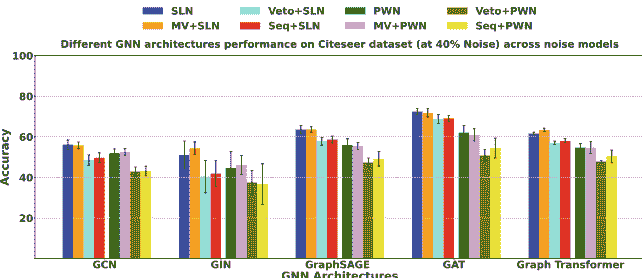 SLN Veto+SLN PWN Veto+PWN
MV+SLN Seq+SLN MV+PWN Seq+PWN
Different GNN architectures performance on Citeseer dataset (at 40% Noise) across noise models
100
80
60
40
20
Accuracy
GCN GIN GraphSAGE GAT Graph Transformer
GNN Architectures